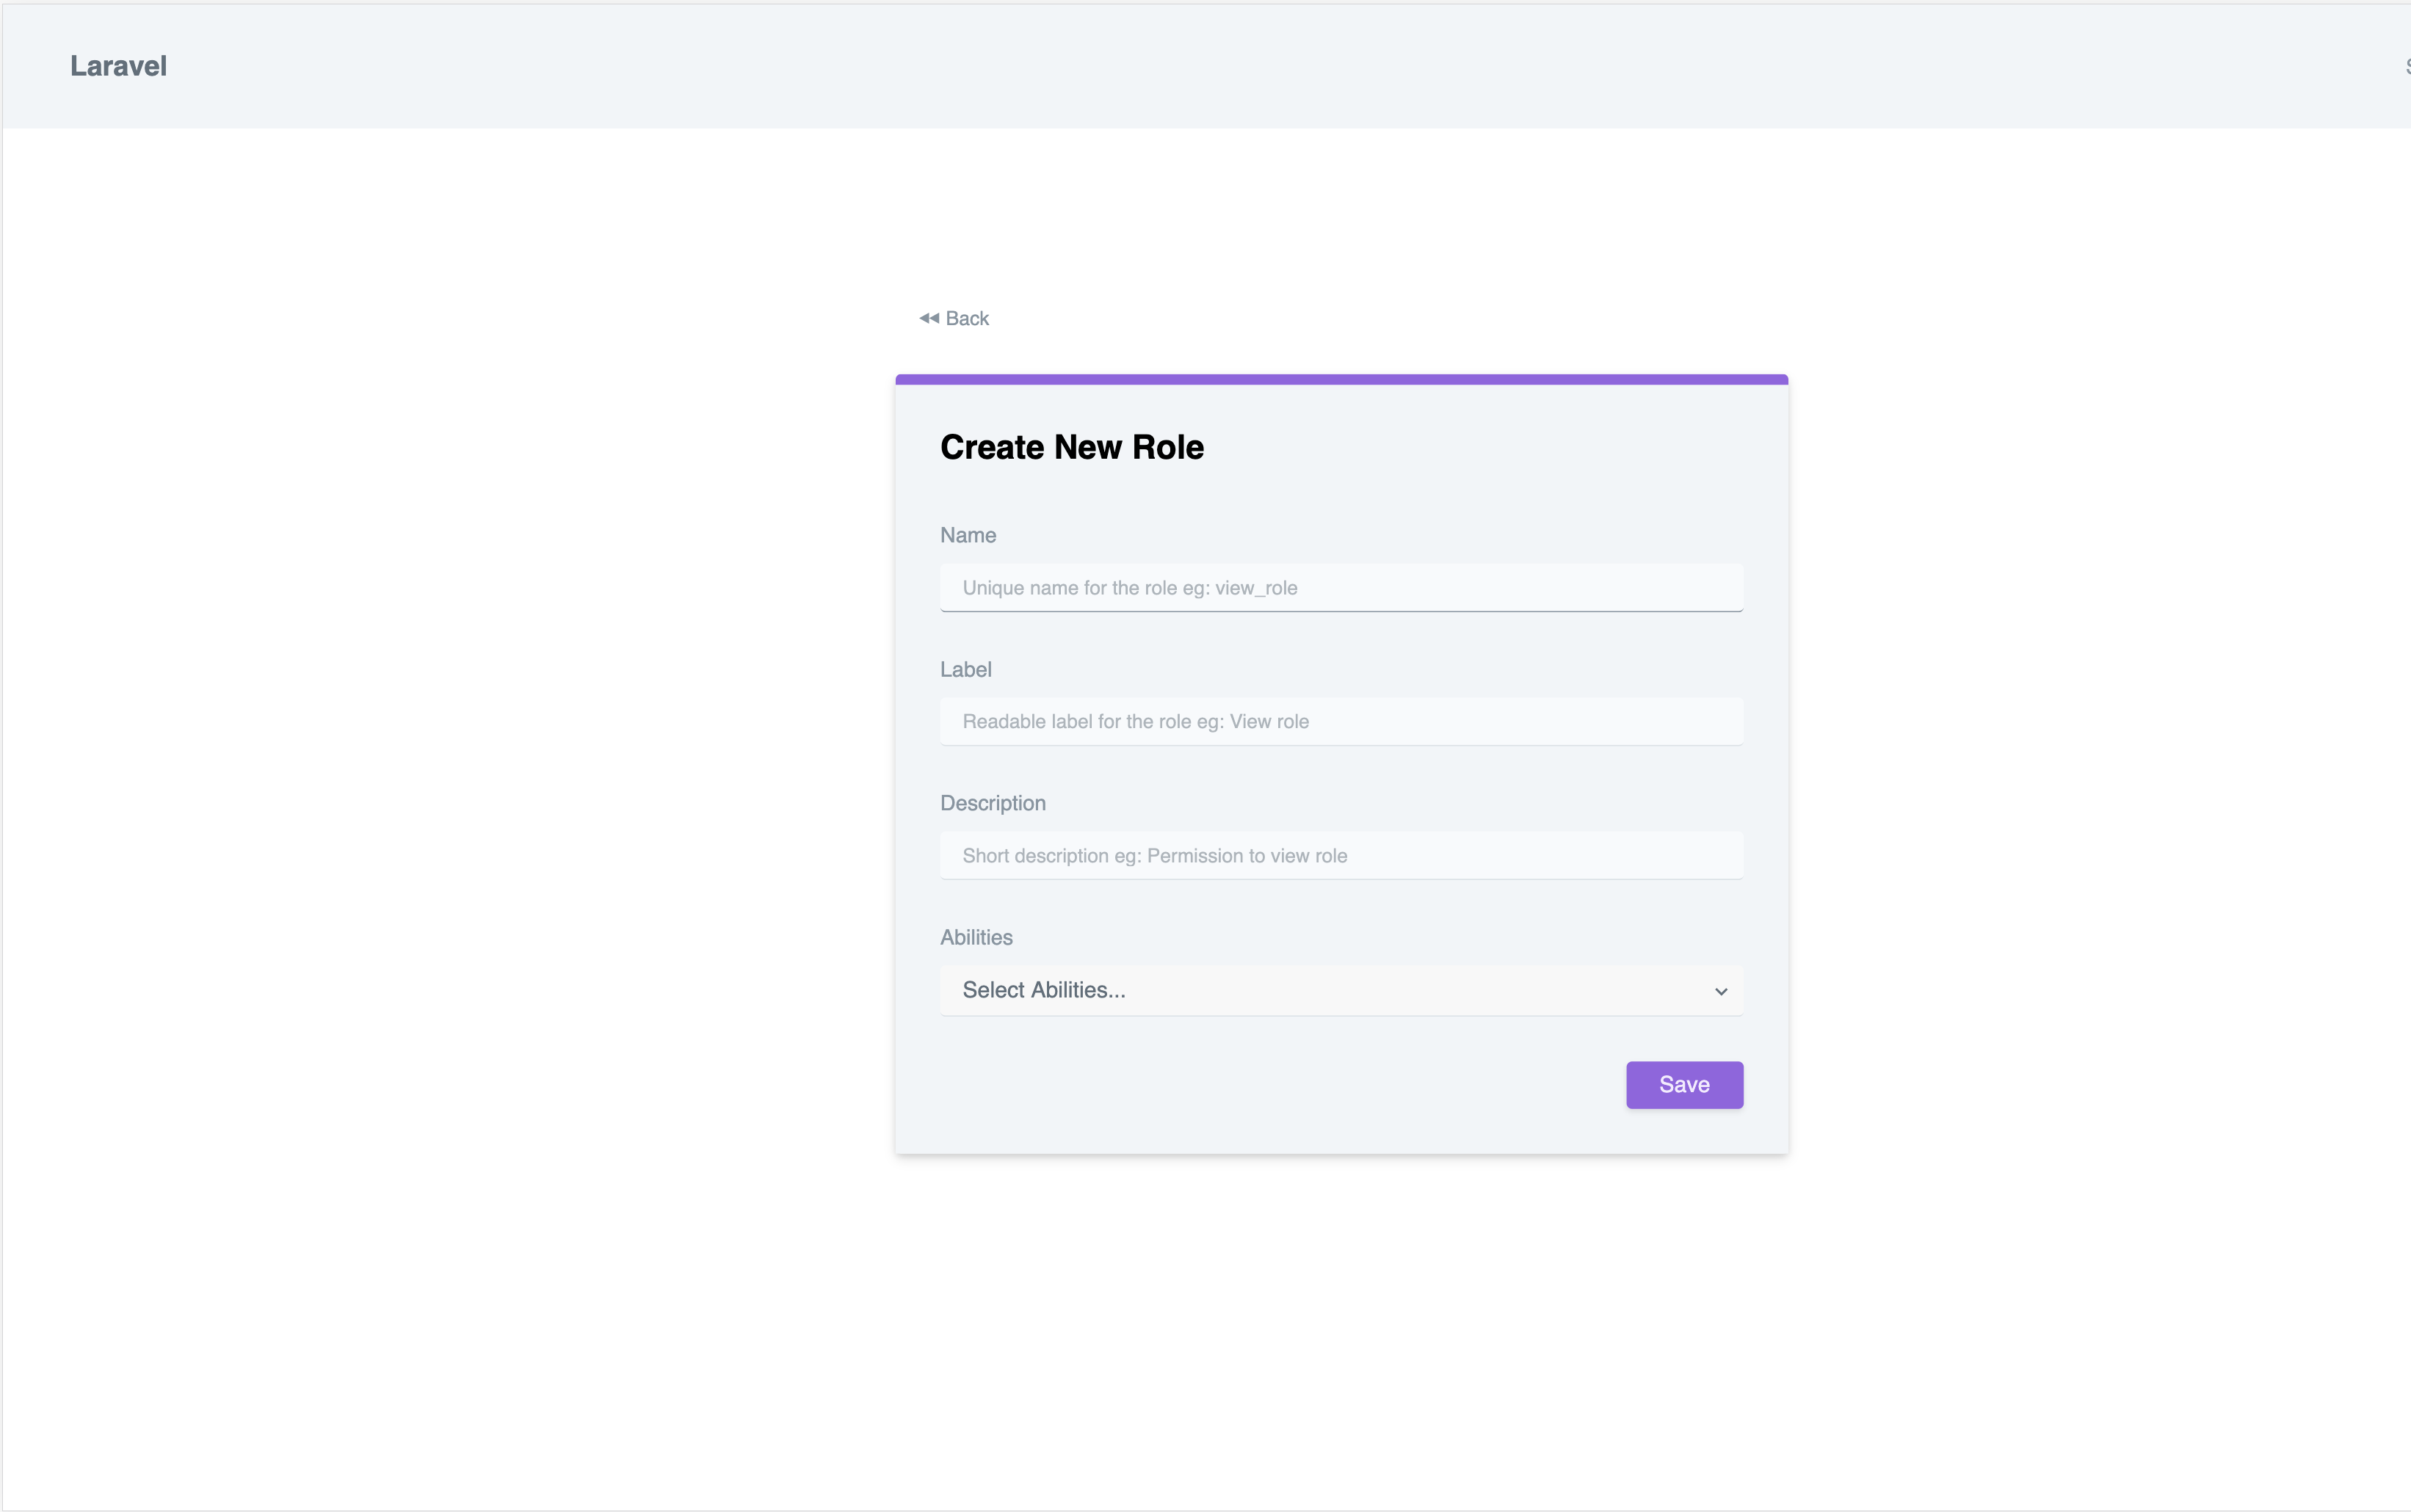 Laravel
Back
Create New Role
Name
Unique name for the role eg: view_role
Label
Readable label for the role eg: View role
Description
Short description eg: Permission to view role
Abilities
Select Abilities...
Save